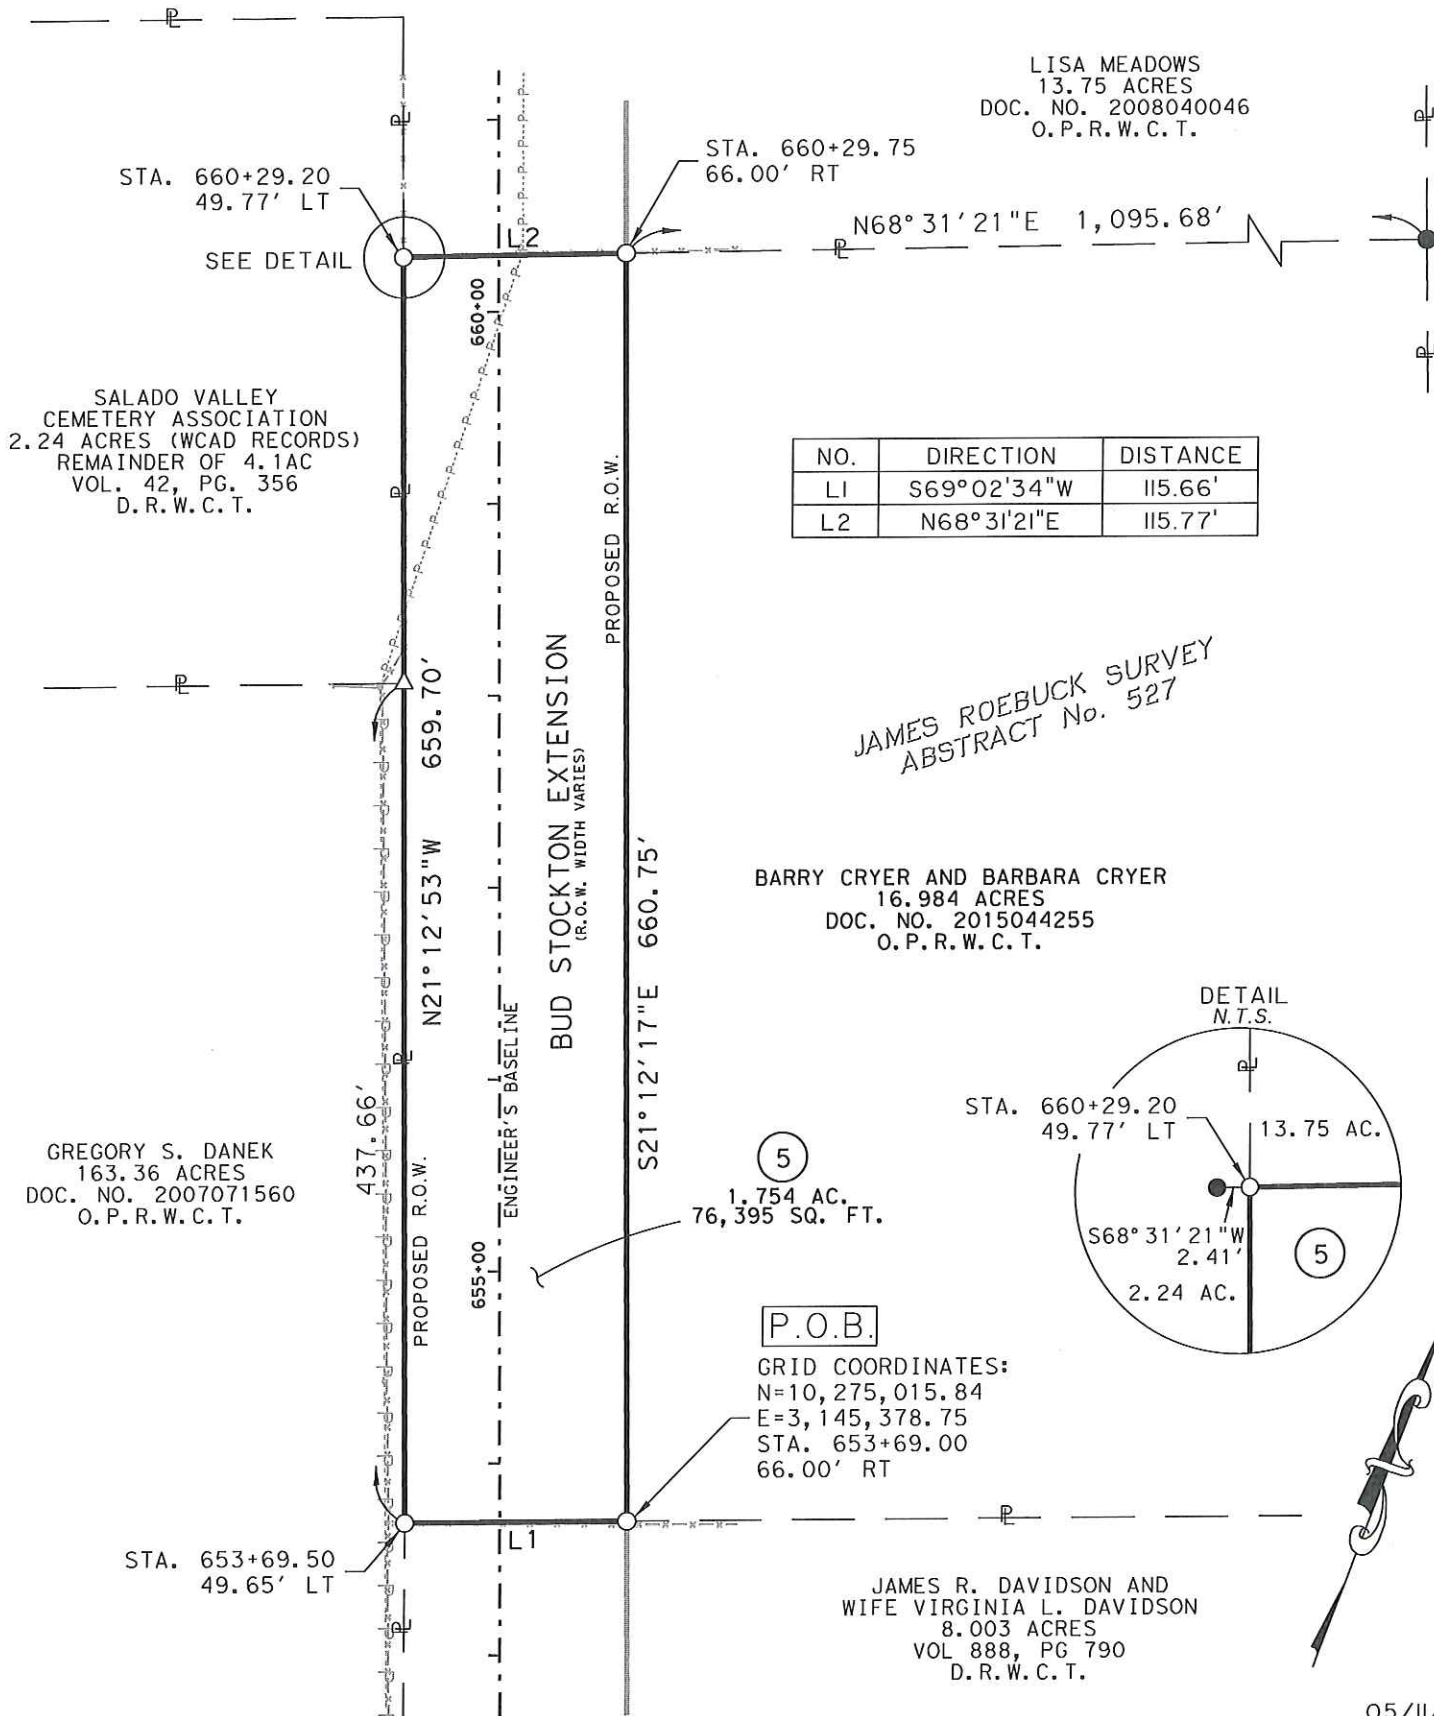 LISA MEADOWS
13.75 ACRES
DOC. NO. 2008040046
O.P.R.W.C.T.
STA. 660+29.75
66.00' RT
STA. 660+29.20
49.77' LT
SEE DETAIL
L2
N68°31'21"E 1,095.68'
660+00
SALADO VALLEY
CEMETERY ASSOCIATION
2.24 ACRES (WCAD RECORDS)
REMAINDER OF 4.1AC
VOL. 42, PG. 356
D.R.W.C.T.
NO. DIRECTION DISTANCE
L1 S69°02'34"W 115.66'
L2 N68°31'21"E 115.77'
PROPOSED R.O.W.
JAMES ROEBUCK SURVEY
ABSTRACT No. 527
N21°12'53"W 659.70'
BUD STOCKTON EXTENSION
(R.O.W. WIDTH VARIES)
S21°12'17"E 660.75'
BARRY CRYER AND BARBARA CRYER
16.984 ACRES
DOC. NO. 2015044255
O.P.R.W.C.T.
ENGINEER'S BASELINE
437.66'
PROPOSED R.O.W.
GREGORY S. DANEK
163.36 ACRES
DOC. NO. 2007071560
O.P.R.W.C.T.
5
1.754 AC.
76,395 SQ. FT.
655+00
DETAIL
N.T.S.
PL
STA. 660+29.20
49.77' LT
13.75 AC.
S68°31'21"W
2.41'
2.24 AC.
5
P.O.B.
GRID COORDINATES:
N=10,275,015.84
E=3,145,378.75
STA. 653+69.00
66.00' RT
L1
STA. 653+69.50
49.65' LT
PL
JAMES R. DAVIDSON AND
WIFE VIRGINIA L. DAVIDSON
8.003 ACRES
VOL 888, PG 790
D.R.W.C.T.